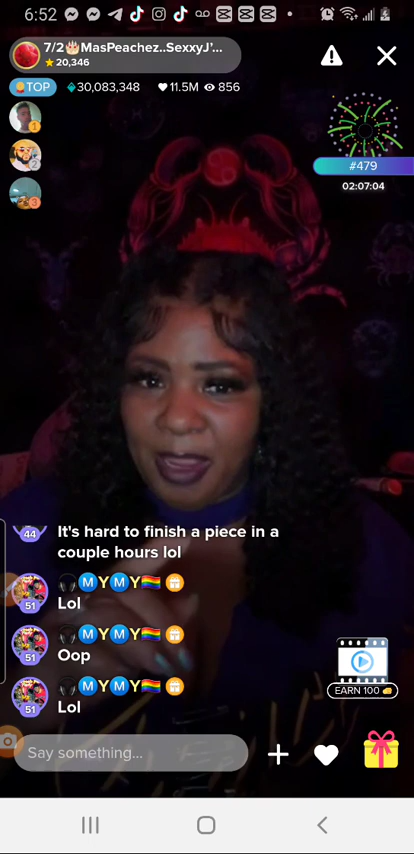 6:52
7/2🎂MasPeachez..SexxyJ'...
★20,346
TOP
30,083,348
11.5M
856
#479
02:07:04
44
It's hard to finish a piece in a
couple hours lol
🎧ⓂYⓂY🏳️‍🌈
51
Lol
🎧ⓂYⓂY🏳️‍🌈
51
Oop
🎧ⓂYⓂY🏳️‍🌈
51
Lol
EARN 100
Say something...